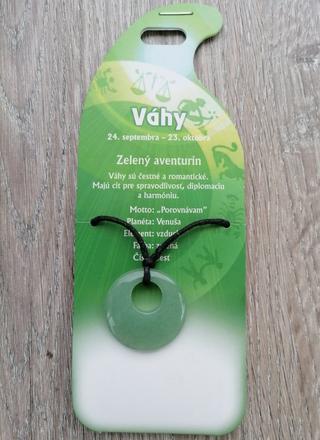 Váhy
24. septembra – 23. októbra
Zelený aventurín
Váhy sú čestné a romantické.
Majú cit pre spravodlivosť, diplomaciu
a harmóniu.
Motto: „Porovnávam"
Planéta: Venuša
Element: